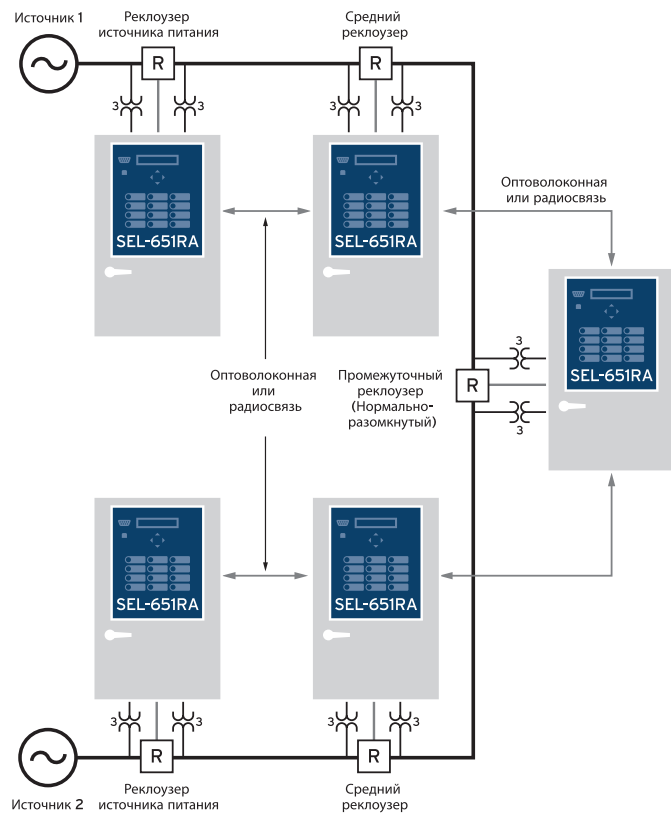 Источник 1
Реклоузер
источника питания
Средний
реклоузер
R
R
3
3
3
3
SEL-651RA
SEL-651RA
Оптоволоконная
или радиосвязь
SEL-651RA
Оптоволоконная
или
радиосвязь
Промежуточный
реклоузер
(Нормально-
разомкнутый)
R
3
3
SEL-651RA
SEL-651RA
3
3
3
3
R
R
Источник 2
Реклоузер
источника питания
Средний
реклоузер